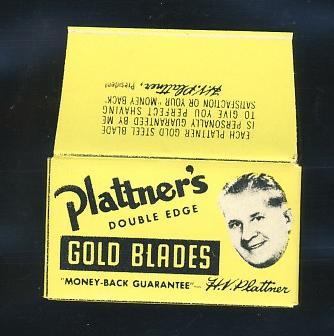 EACH PLATTNER GOLD STEEL BLADE
IS PERSONALLY GUARANTEED BY ME
TO GIVE YOU PERFECT SHAVING
SATISFACTION OR YOUR "MONEY BACK"
H.V. Plattner, President
Plattner's
DOUBLE EDGE
GOLD BLADES
"MONEY-BACK GUARANTEE" — H.V. Plattner